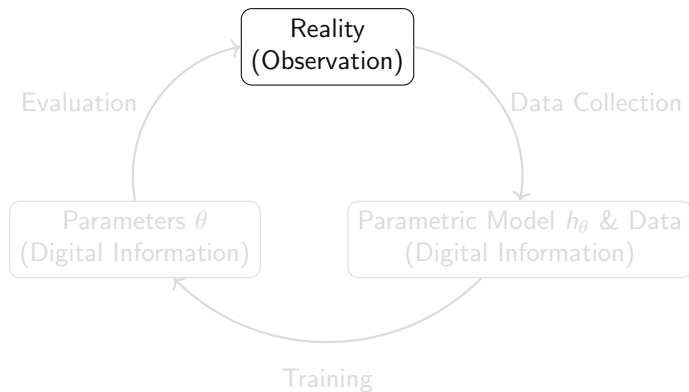 Reality
(Observation)
Evaluation
Data Collection
Parameters θ
(Digital Information)
Parametric Model hθ & Data
(Digital Information)
Training